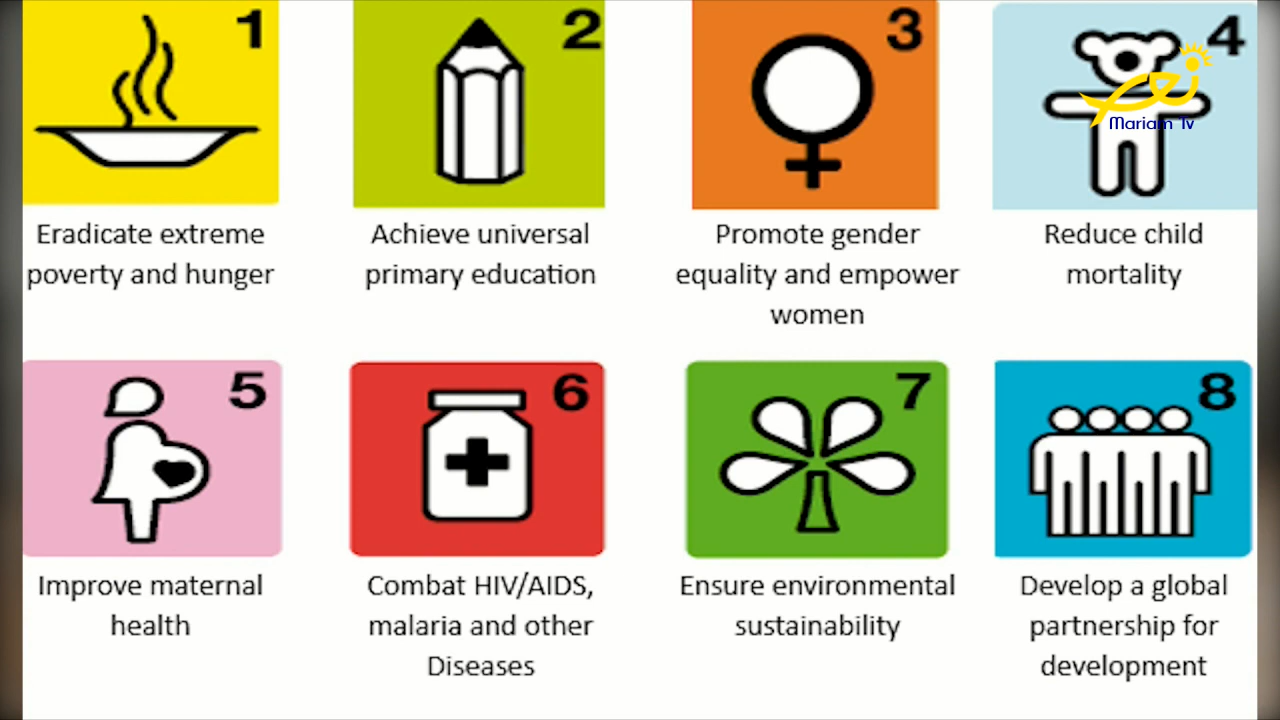 1
2
3
4
Mariam Tv
Eradicate extreme
poverty and hunger
Achieve universal
primary education
Promote gender
equality and empower
women
Reduce child
mortality
5
6
7
8
Improve maternal
health
Combat HIV/AIDS,
malaria and other
Diseases
Ensure environmental
sustainability
Develop a global
partnership for
development